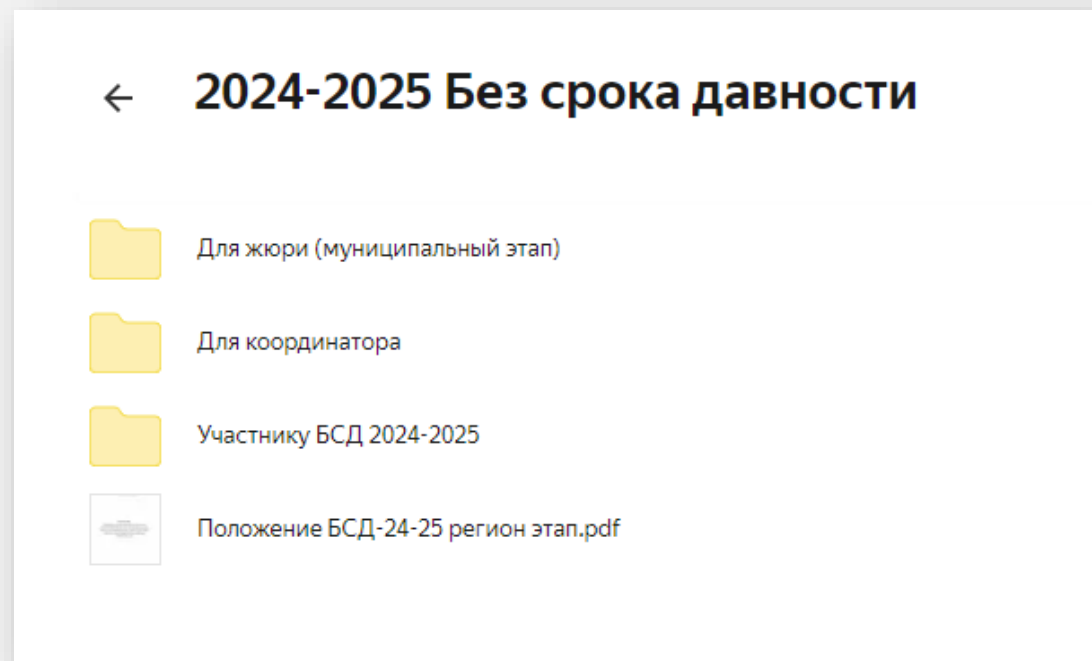 2024-2025 Без срока давности
Для жюри (муниципальный этап)
Для координатора
Участнику БСД 2024-2025
Положение БСД-24-25 регион этап.pdf